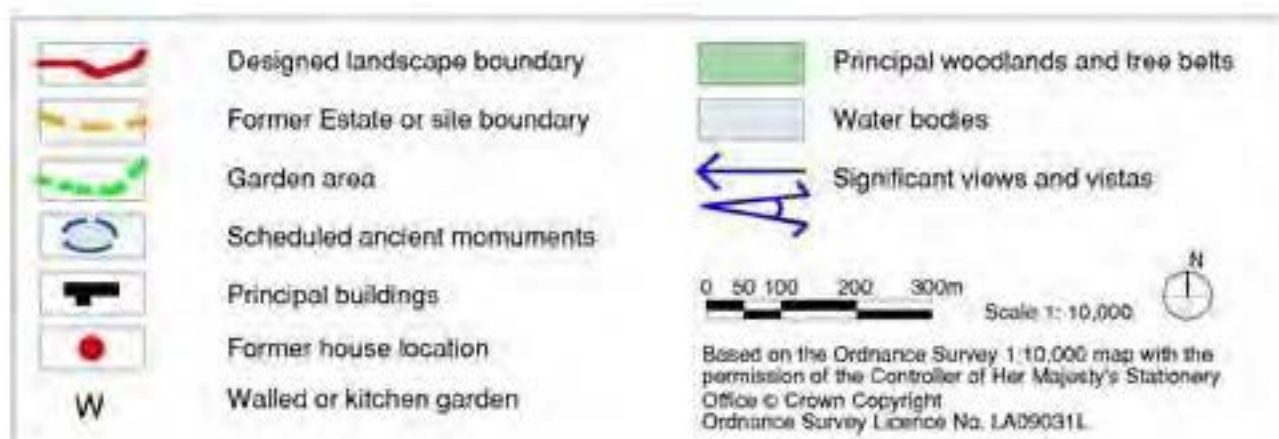 Designed landscape boundary
Former Estate or site boundary
Garden area
Scheduled ancient momuments
Principal buildings
Former house location
W
Walled or kitchen garden
Principal woodlands and tree belts
Water bodies
Significant views and vistas
0 50 100 200 300m
Scale 1: 10,000
N
Based on the Ordnance Survey 1:10,000 map with the
permission of the Controller of Her Majesty's Stationery
Office © Crown Copyright
Ordnance Survey Licence No. LA09031L